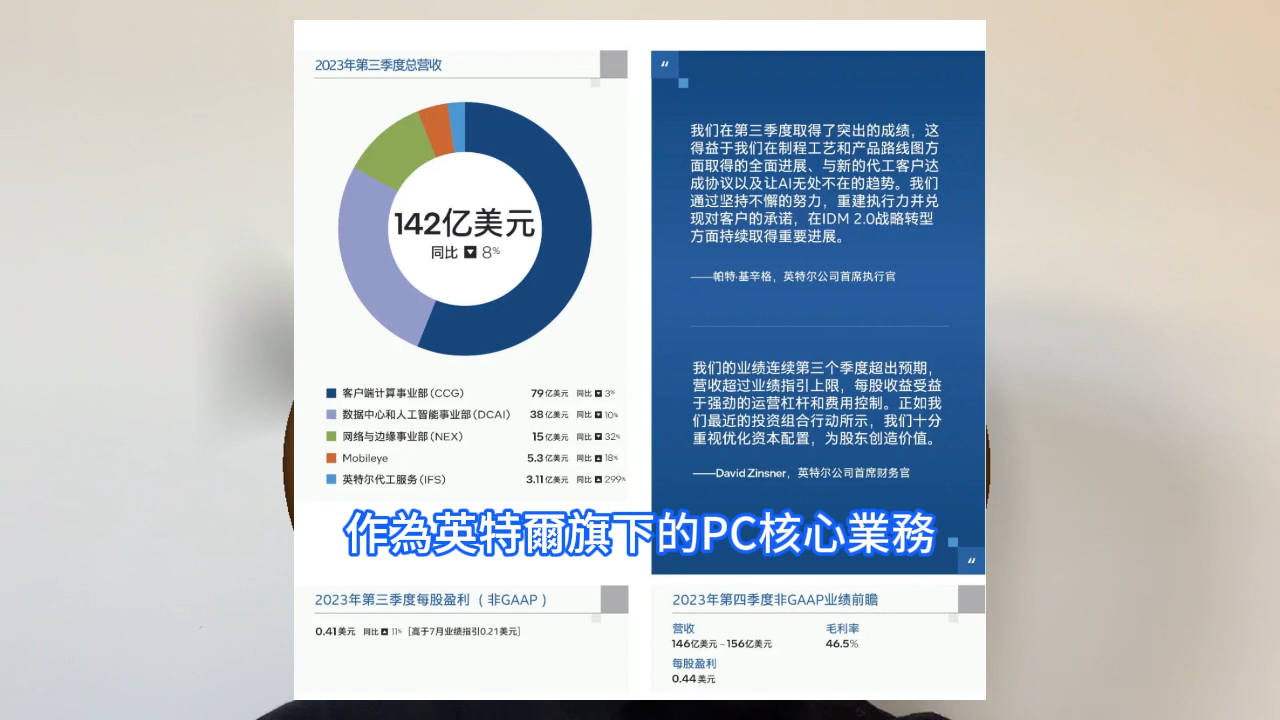 2023年第三季度总营收
142亿美元
同比 8%
客户端计算事业部(CCG) 79亿美元 同比 3%
数据中心和人工智能事业部(DCAI) 38亿美元 同比 10%
网络与边缘事业部(NEX) 15亿美元 同比 32%
Mobileye 5.3亿美元 同比 18%
英特尔代工服务(IFS) 3.11亿美元 同比 299%
“
我们在第三季度取得了突出的成绩，这
得益于我们在制程工艺和产品路线图方
面取得的全面进展、与新的代工客户达
成协议以及让AI无处不在的趋势。我们
通过坚持不懈的努力，重建执行力并兑
现对客户的承诺，在IDM 2.0战略转型
方面持续取得重要进展。
——帕特·基辛格，英特尔公司首席执行官
我们的业绩连续第三个季度超出预期，
营收超过业绩指引上限，每股收益受益
于强劲的运营杠杆和费用控制。正如我
们最近的投资组合行动所示，我们十分
重视优化资本配置，为股东创造价值。
——David Zinsner，英特尔公司首席财务官
“
作為英特爾旗下的PC核心業務
2023年第三季度每股盈利（非GAAP）
0.41美元 同比 11% [高于7月业绩指引0.21美元]
2023年第四季度非GAAP业绩前瞻
营收 毛利率
146亿美元 – 156亿美元 46.5%
每股盈利
0.44美元